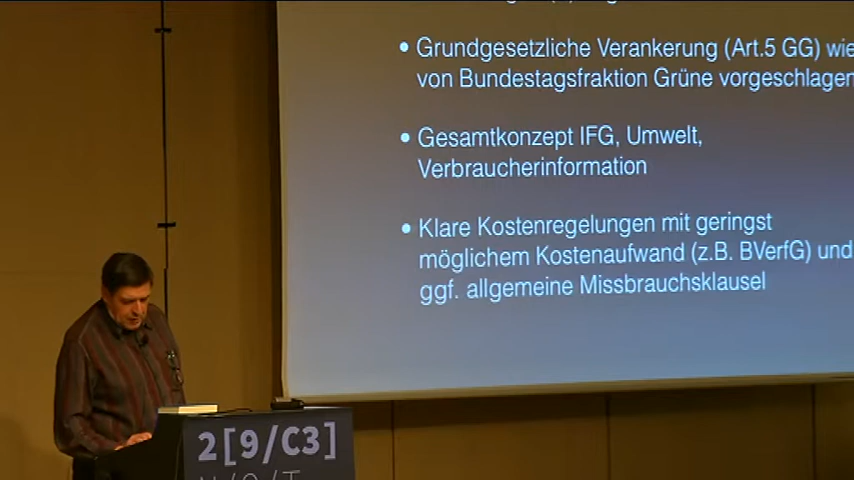 • Grundgesetzliche Verankerung (Art.5 GG) wie
von Bundestagsfraktion Grüne vorgeschlagen
• Gesamtkonzept IFG, Umwelt,
Verbraucherinformation
• Klare Kostenregelungen mit geringst
möglichem Kostenaufwand (z.B. BVerfG) und
ggf. allgemeine Missbrauchsklausel
2[9/C3]